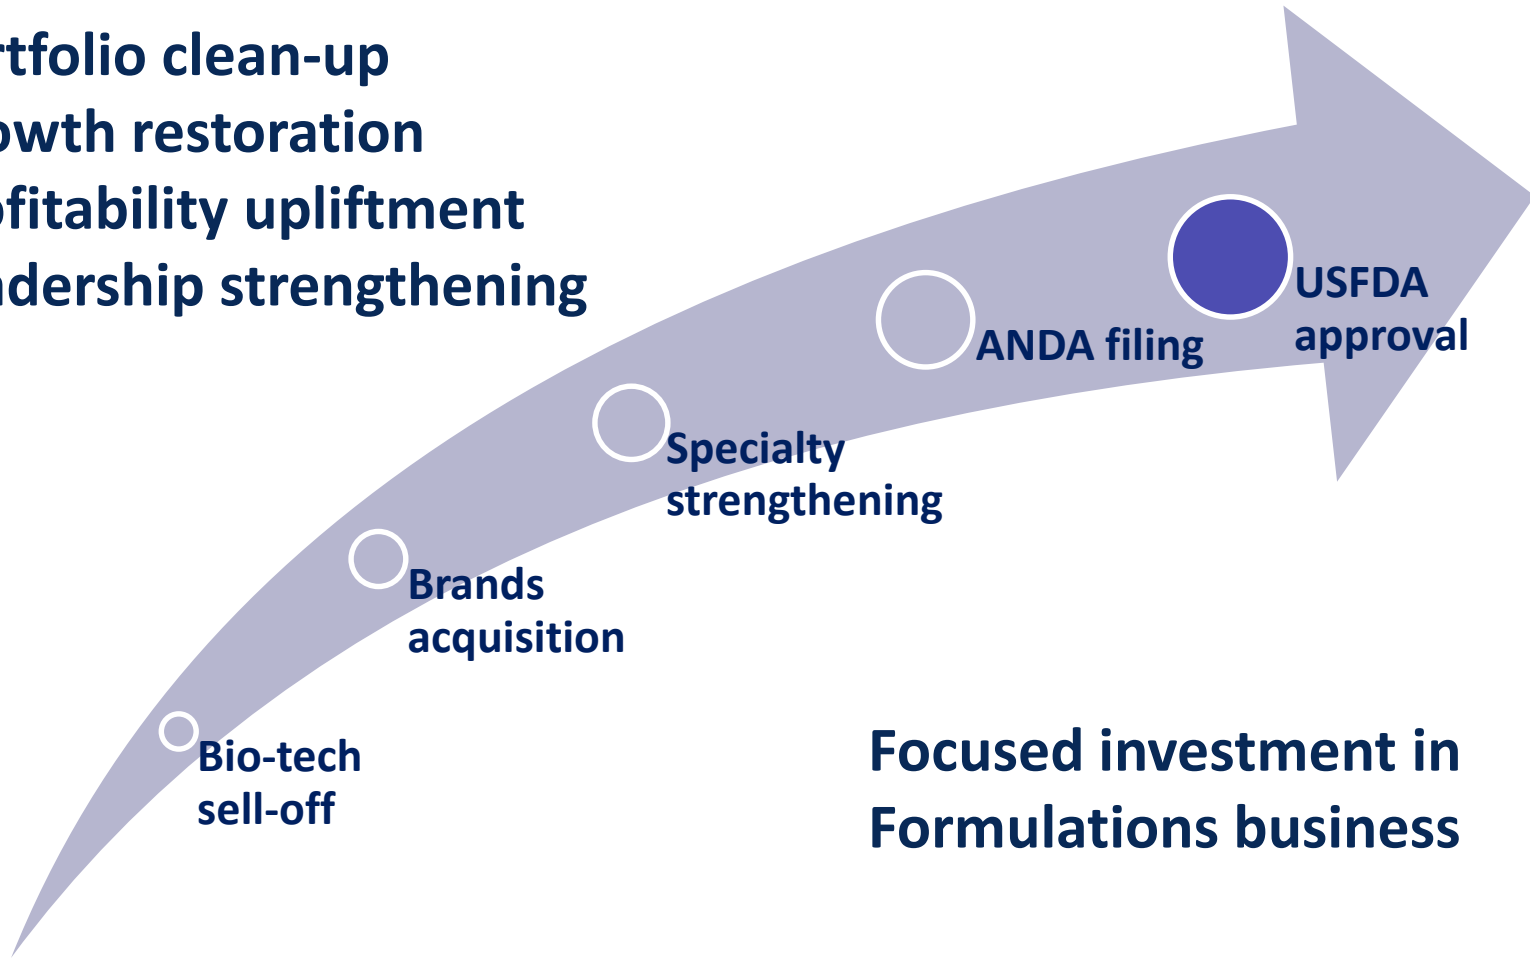 rtfolio clean-up
owth restoration
ofitability upliftment
adership strengthening
USFDA
approval
ANDA filing
Specialty
strengthening
Brands
acquisition
Bio-tech
sell-off
Focused investment in
Formulations business